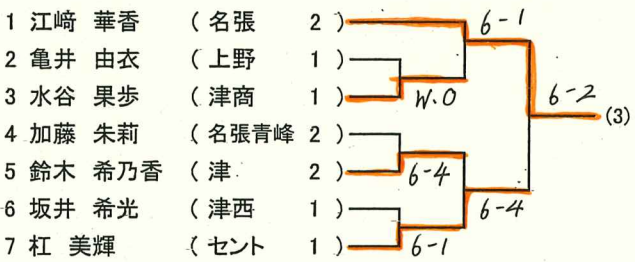 1 江﨑 華香 (名張 2) 6-1
2 亀井 由衣 (上野 1)
3 水谷 果歩 (津商 1) W.O 6-2 (3)
4 加藤 朱莉 (名張青峰 2)
5 鈴木 希乃香 (津 2) 6-4
6 坂井 希光 (津西 1) 6-4
7 杠 美輝 (セント 1) 6-1